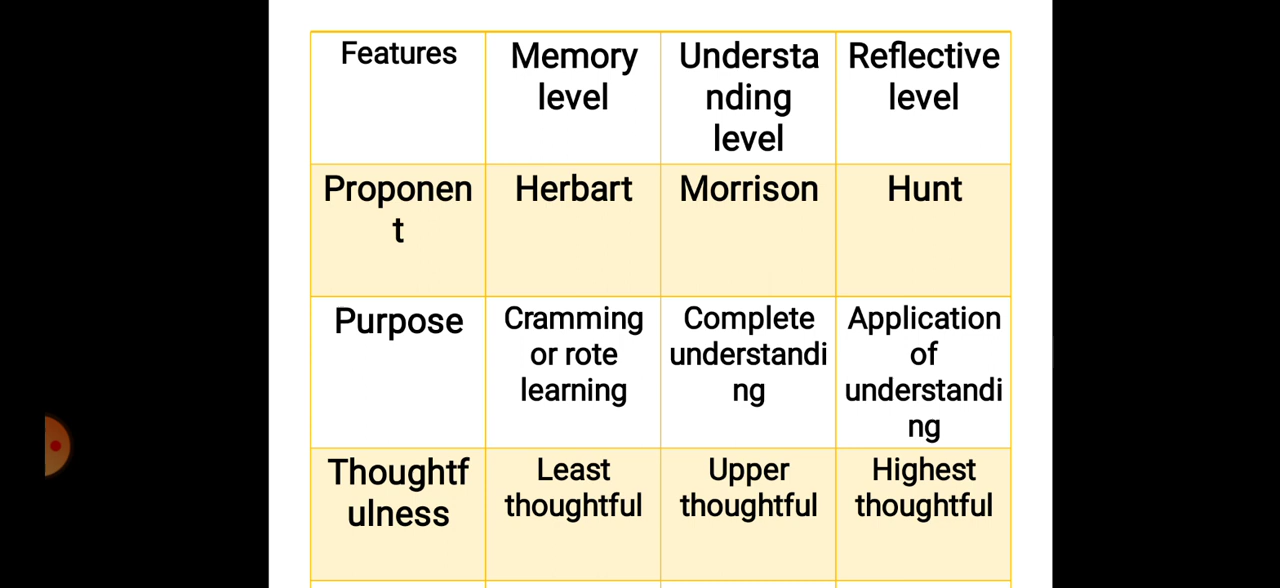 Features
Memory
level
Understa
nding
level
Reflective
level
Proponen
t
Herbart
Morrison
Hunt
Purpose
Cramming
or rote
learning
Complete
understandi
ng
Application
of
understandi
ng
Thoughtf
ulness
Least
thoughtful
Upper
thoughtful
Highest
thoughtful